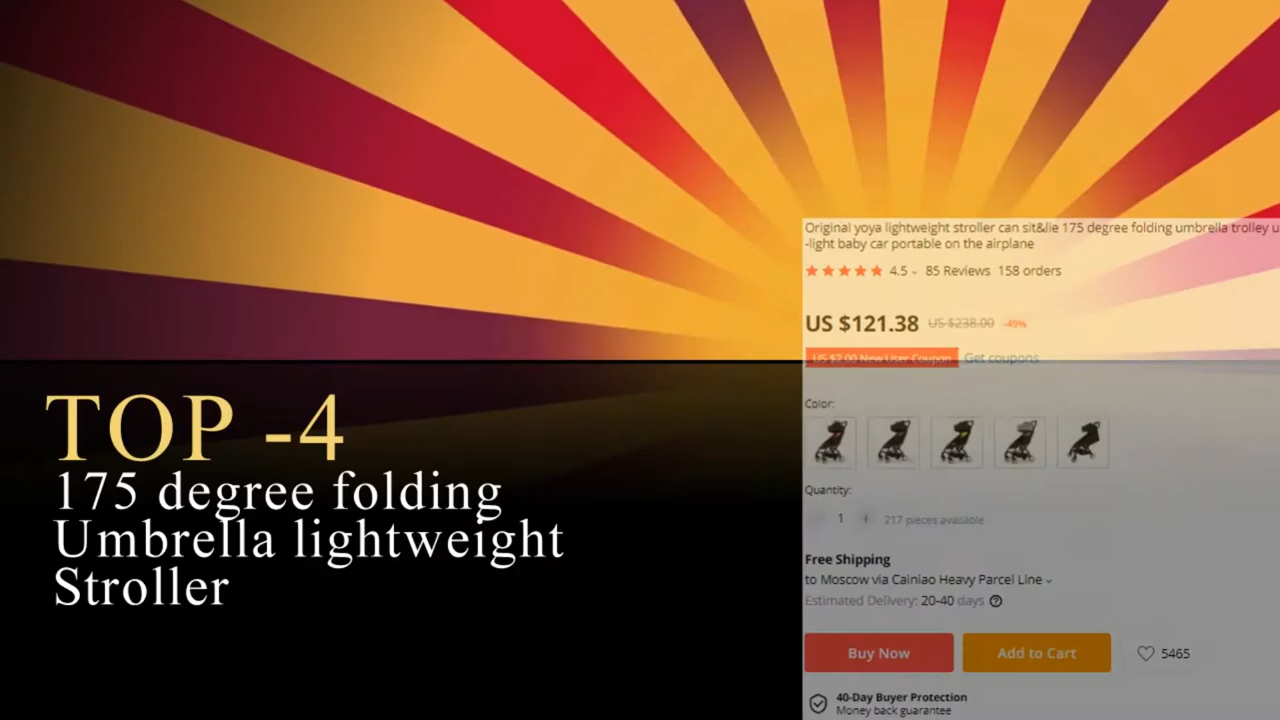 TOP -4
175 degree folding
Umbrella lightweight
Stroller
Original yoya lightweight stroller can sit&lie 175 degree folding umbrella trolley u
-light baby car portable on the airplane
4.5 85 Reviews 158 orders
US $121.38 US $238.00 -49%
US $2.00 New User Coupon Get coupons
Color:
Quantity:
1 + 217 pieces available
Free Shipping
to Moscow via Cainiao Heavy Parcel Line
Estimated Delivery: 20-40 days ?
Buy Now Add to Cart 5465
40-Day Buyer Protection
Money back guarantee